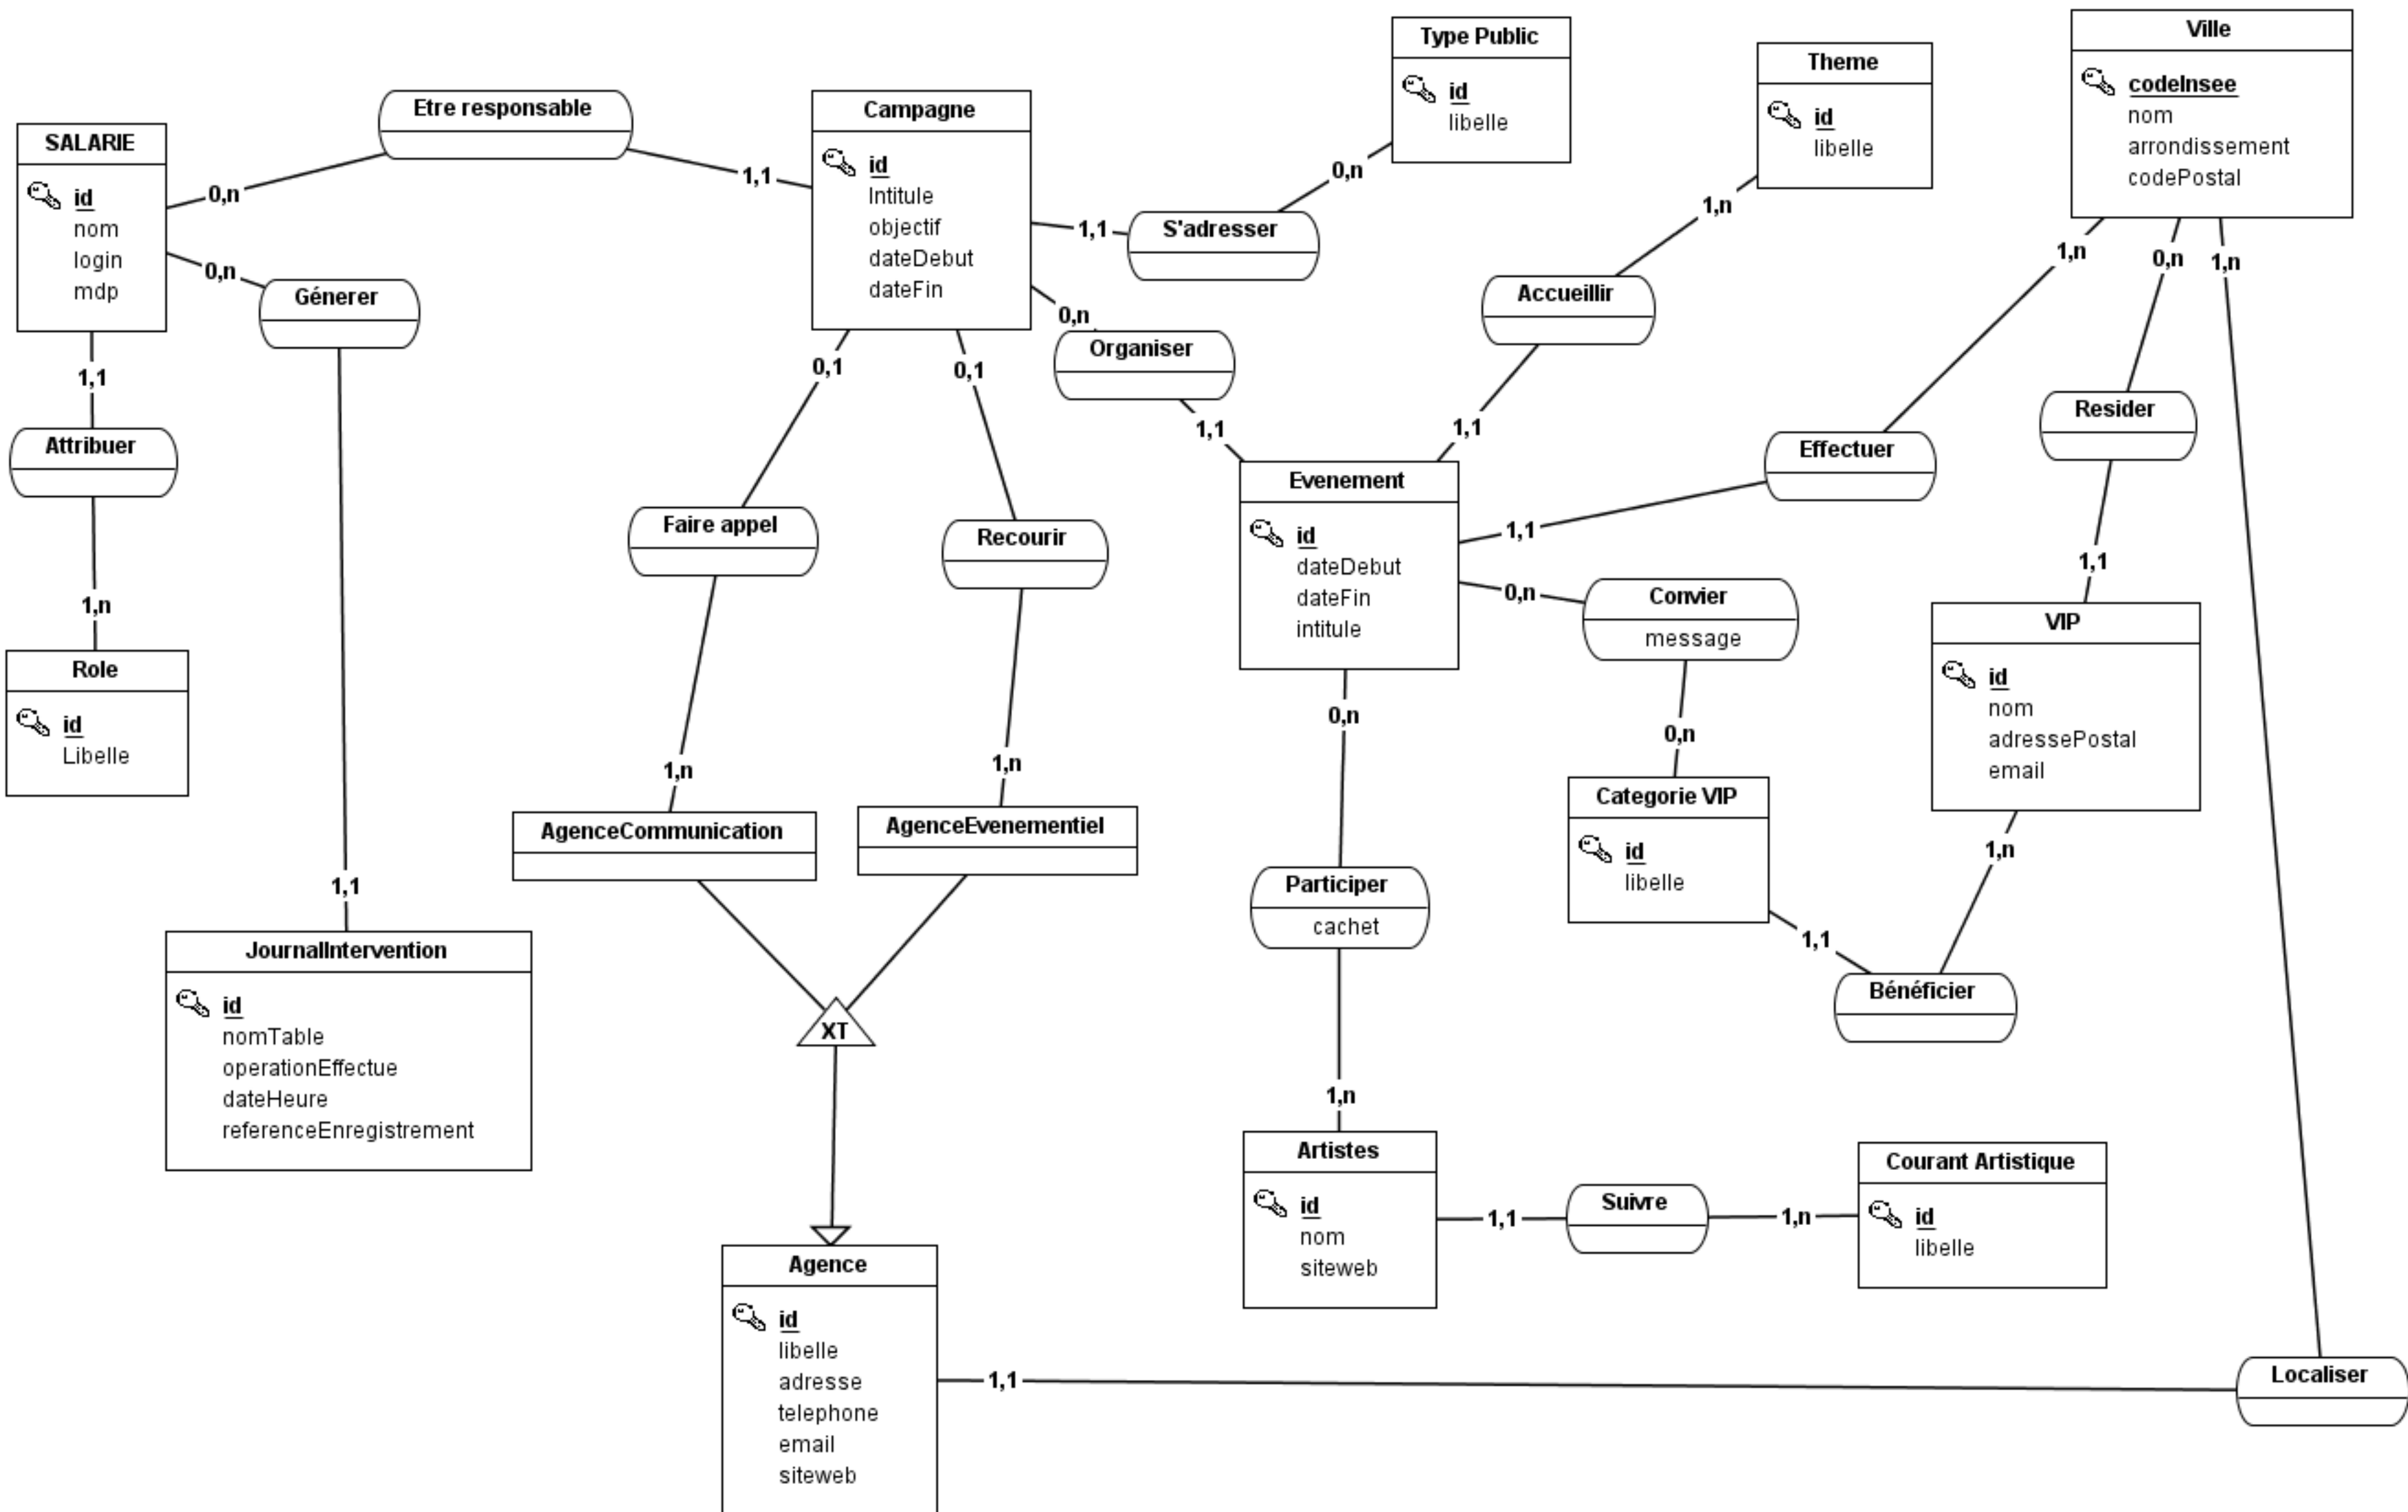 Type Public
id
libelle
Theme
id
libelle
Ville
codeInsee
nom
arrondissement
codePostal
Etre responsable
Campagne
id
Intitule
objectif
dateDebut
dateFin
SALARIE
id
nom
login
mdp
0,n
1,1
0,n
1,1
S'adresser
0,n
1,n
Accueillir
1,1
1,n
0,n
1,n
0,n
Génerer
1,1
Attribuer
1,n
Role
id
Libelle
0,1
0,1
0,n
Organiser
1,1
Resider
Effectuer
1,1
Faire appel
Recourir
Evenement
id
dateDebut
dateFin
intitule
1,1
0,n
Convier
message
0,n
1,1
VIP
id
nom
adressePostal
email
1,n
1,n
0,n
Categorie VIP
id
libelle
1,n
1,1
Bénéficier
AgenceCommunication
AgenceEvenementiel
Participer
cachet
1,n
1,1
JournalIntervention
id
nomTable
operationEffectue
dateHeure
referenceEnregistrement
XT
Artistes
id
nom
siteweb
1,1
Suivre
1,n
Courant Artistique
id
libelle
Agence
id
libelle
adresse
telephone
email
siteweb
1,1
Localiser